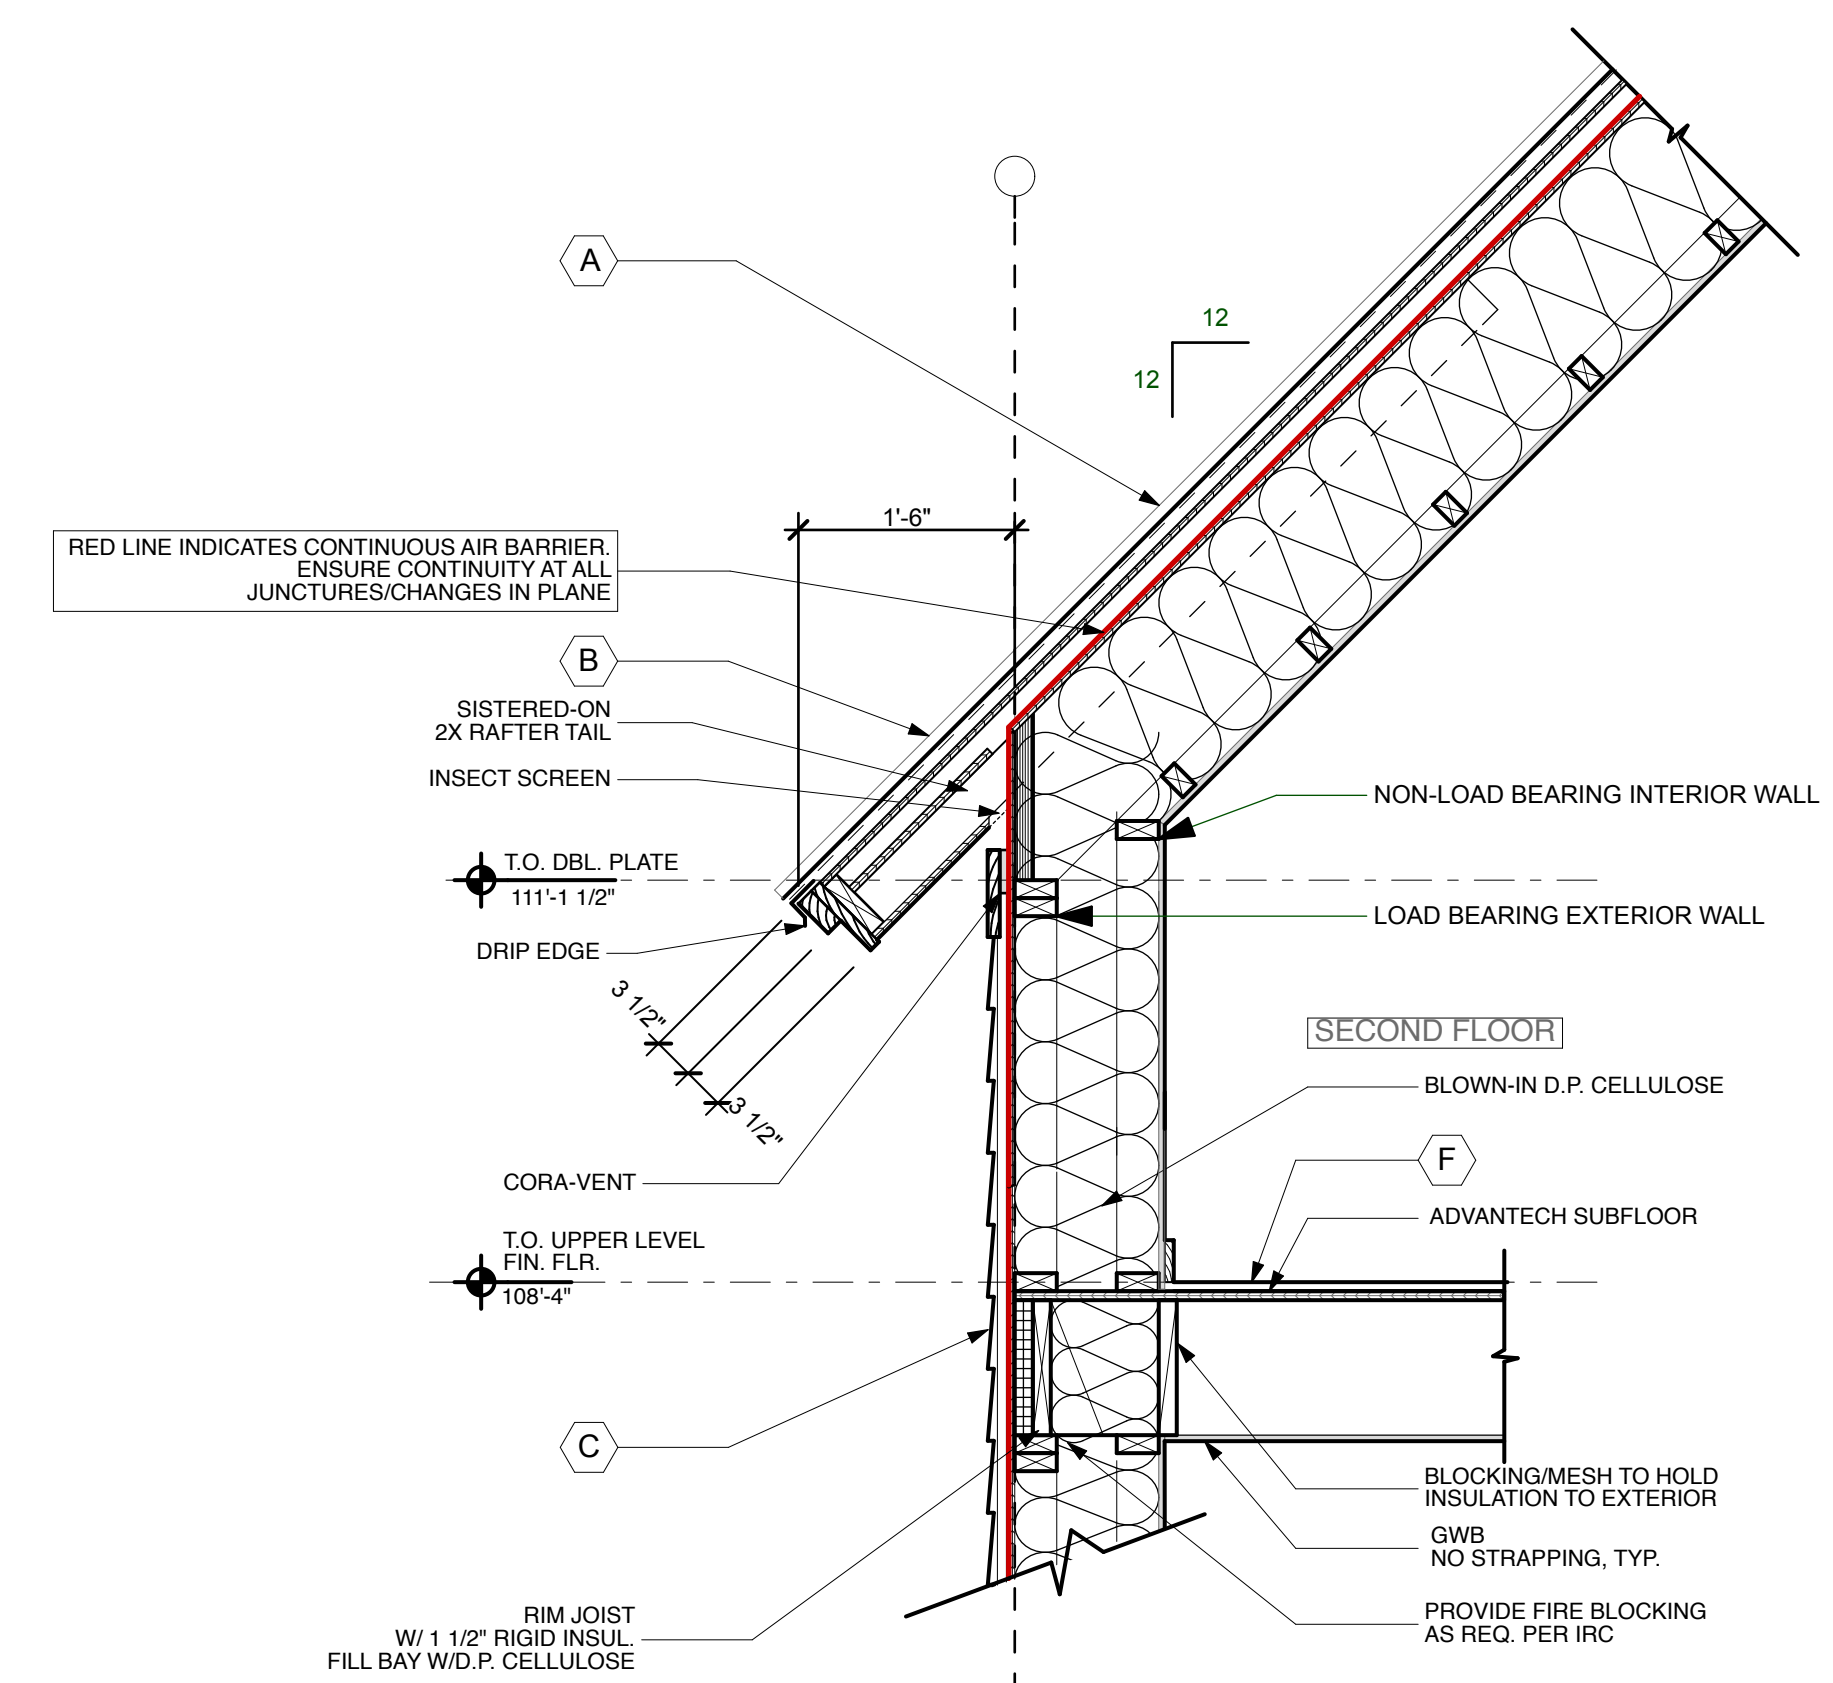 A
12
12
1'-6"
RED LINE INDICATES CONTINUOUS AIR BARRIER.
ENSURE CONTINUITY AT ALL
JUNCTURES/CHANGES IN PLANE
B
SISTERED-ON
2X RAFTER TAIL
INSECT SCREEN
NON-LOAD BEARING INTERIOR WALL
T.O. DBL. PLATE
111'-1 1/2"
LOAD BEARING EXTERIOR WALL
DRIP EDGE
3 1/2"
3 1/2"
SECOND FLOOR
BLOWN-IN D.P. CELLULOSE
F
CORA-VENT
ADVANTECH SUBFLOOR
T.O. UPPER LEVEL
FIN. FLR.
108'-4"
C
BLOCKING/MESH TO HOLD
INSULATION TO EXTERIOR
GWB
NO STRAPPING, TYP.
PROVIDE FIRE BLOCKING
AS REQ. PER IRC
RIM JOIST
W/ 1 1/2" RIGID INSUL.
FILL BAY W/D.P. CELLULOSE